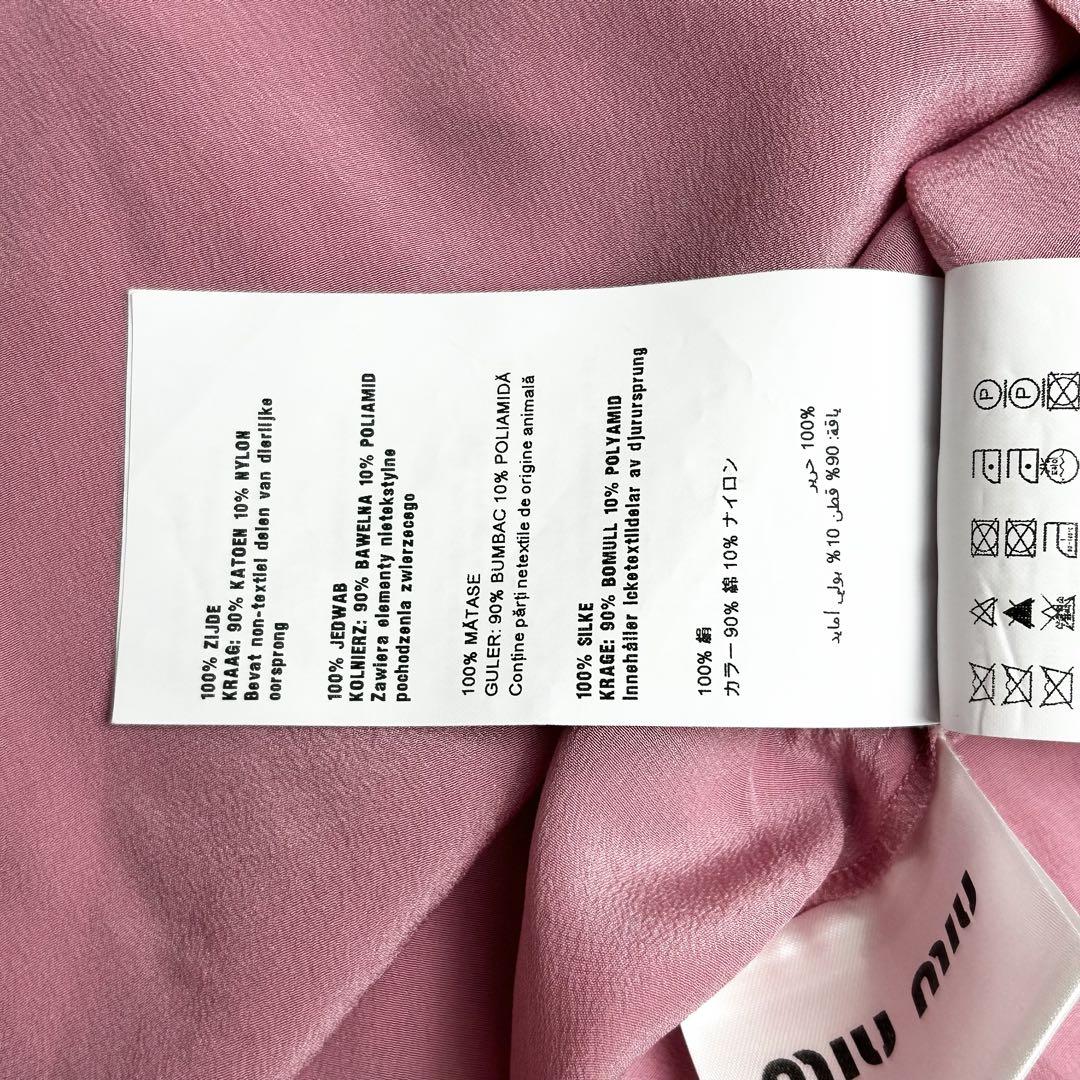 100% ZIJDE
KRAAG: 90% KATOEN 10% NYLON
Bevat non-textiel delen van dierlijke
oorsprong
100% JEDWAB
KOLNIERZ: 90% BAWELNA 10% POLIAMID
Zawiera elementy nietekstylne
pochodzenia zwierzecego
100% MĂTASE
GULER: 90% BUMBAC 10% POLIAMIDĂ
Conține părți netextile de origine animală
100% SILKE
KRAGE: 90% BOMULL 10% POLYAMID
Innehåller icketextildelar av djurursprung
100% 絹
カラー 90% 綿 10% ナイロン
100% حرير
ياقة: 90% قطن 10% بولي أمايد
P
P
miu miu